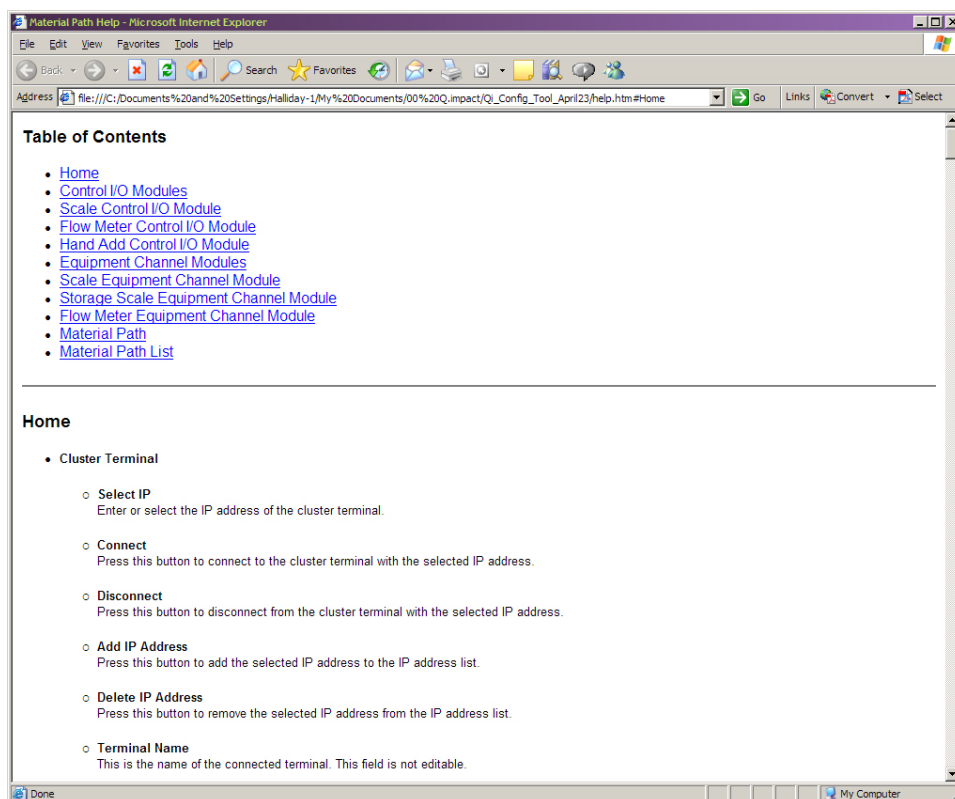 Material Path Help - Microsoft Internet Explorer
File Edit View Favorites Tools Help
Back Search Favorites
Address file:///C:/Documents%20and%20Settings/Halliday-1/My%20Documents/00%20Q.impact/Qi_Config_Tool_April23/help.htm#Home Go Links Convert Select
Table of Contents
Home
Control I/O Modules
Scale Control I/O Module
Flow Meter Control I/O Module
Hand Add Control I/O Module
Equipment Channel Modules
Scale Equipment Channel Module
Storage Scale Equipment Channel Module
Flow Meter Equipment Channel Module
Material Path
Material Path List
Home
Cluster Terminal
Select IP
Enter or select the IP address of the cluster terminal.
Connect
Press this button to connect to the cluster terminal with the selected IP address.
Disconnect
Press this button to disconnect from the cluster terminal with the selected IP address.
Add IP Address
Press this button to add the selected IP address to the IP address list.
Delete IP Address
Press this button to remove the selected IP address from the IP address list.
Terminal Name
This is the name of the connected terminal. This field is not editable.
Done My Computer